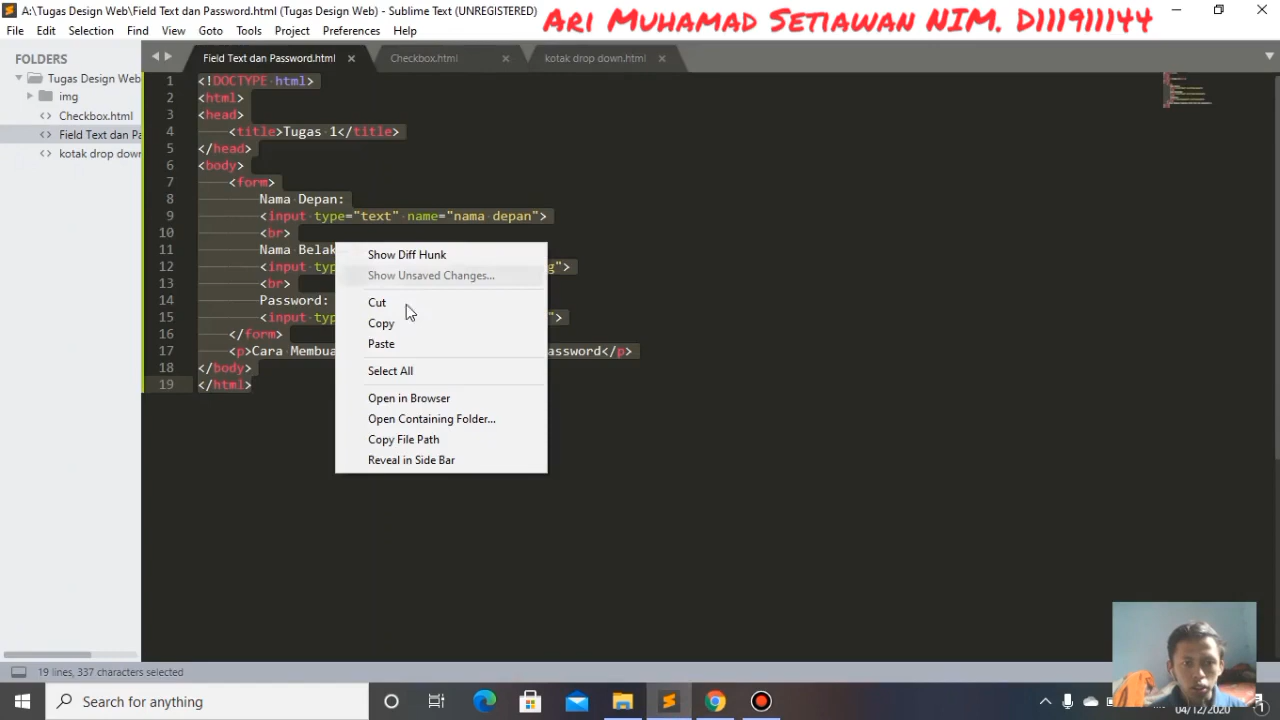 A:\Tugas Design Web\Field Text dan Password.html (Tugas Design Web) - Sublime Text (UNREGISTERED)
Ari Muhamad Setiawan NIM. D111911144
File Edit Selection Find View Goto Tools Project Preferences Help
FOLDERS
Tugas Design Web
img
Checkbox.html
Field Text dan Pa
kotak drop down
Field Text dan Password.html Checkbox.html kotak drop down.html
1 <!DOCTYPE html>
2 <html>
3 <head>
4 <title>Tugas 1</title>
5 </head>
6 <body>
7 <form>
8 Nama Depan:
9 <input type="text" name="nama depan">
10 <br>
11 Nama Belak
12 <input typ g">
13 <br>
14 Password:
15 <input typ ">
16 </form>
17 <p>Cara Membua assword</p>
18 </body>
19 </html>
Show Diff Hunk
Show Unsaved Changes...
Cut
Copy
Paste
Select All
Open in Browser
Open Containing Folder...
Copy File Path
Reveal in Side Bar
19 lines, 337 characters selected
Search for anything
04/12/2020
1